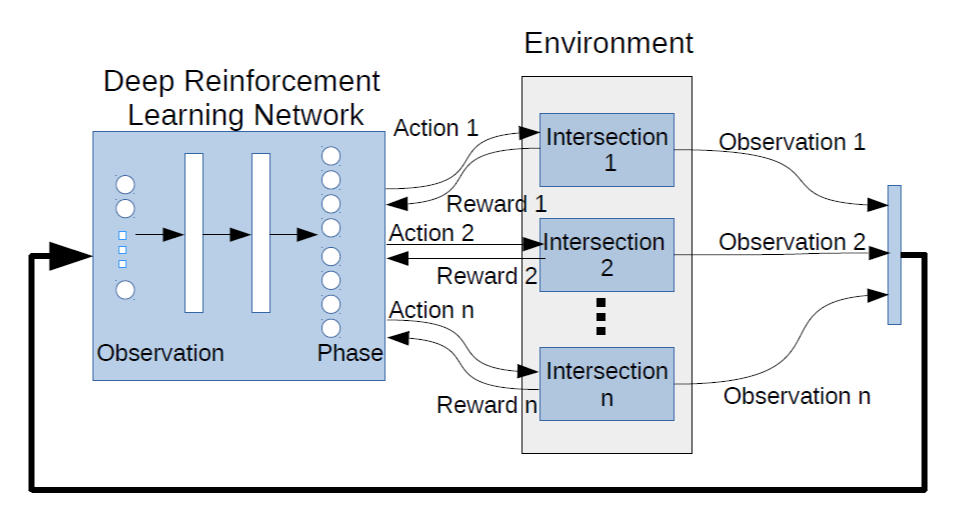 Environment
Deep Reinforcement
Learning Network
Action 1
Intersection
1
Observation 1
Reward 1
Action 2
Intersection
2
Observation 2
Reward 2
Action n
Observation
Phase
Intersection
n
Observation n
Reward n